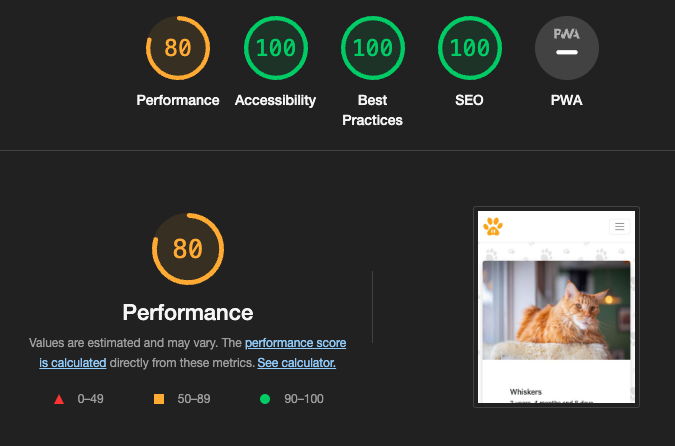 80
100
100
100
PWA
Performance
Accessibility
Best
Practices
SEO
PWA
80
Performance
Values are estimated and may vary. The performance score
is calculated directly from these metrics. See calculator.
0–49
50–89
90–100
Whiskers